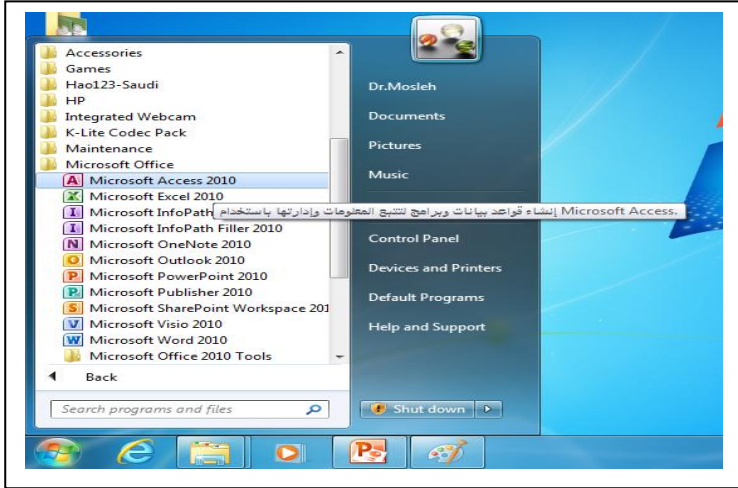 Accessories
Games
Hao123-Saudi
HP
Integrated Webcam
K-Lite Codec Pack
Maintenance
Microsoft Office
Microsoft Access 2010
Microsoft Excel 2010
Microsoft InfoPath
إنشاء قواعد بيانات وبرامج لتتبع المعلومات وإدارتها باستخدام Microsoft Access.
Microsoft InfoPath Filler 2010
Microsoft OneNote 2010
Microsoft Outlook 2010
Microsoft PowerPoint 2010
Microsoft Publisher 2010
Microsoft SharePoint Workspace 201
Microsoft Visio 2010
Microsoft Word 2010
Microsoft Office 2010 Tools
Back
Search programs and files
Dr.Mosleh
Documents
Pictures
Music
Control Panel
Devices and Printers
Default Programs
Help and Support
Shut down